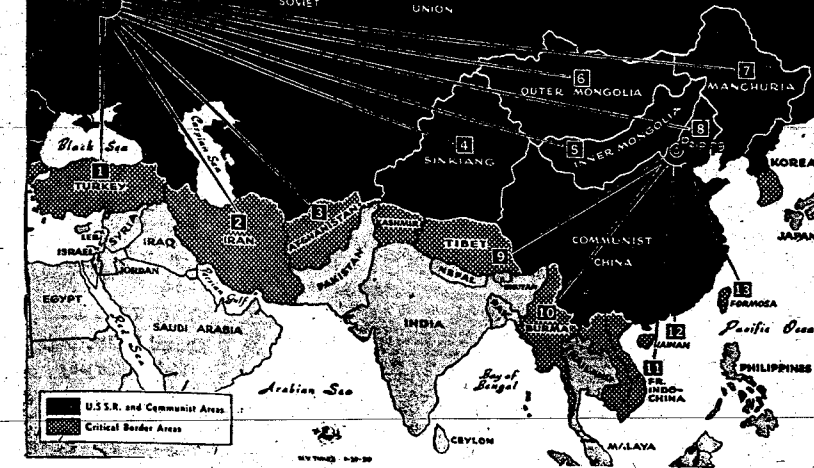 SOVIET
UNION
7
6
MANCHURIA
OUTER MONGOLIA
8
Black Sea
Caspian Sea
4
5
INNER MONGOLIA
SINKIANG
KOREA
1
TURKEY
2
3
IRAN
AFGHANISTAN
KASHMIR
TIBET
COMMUNIST
CHINA
JAPAN
SYRIA
LEB.
IRAQ
ISRAEL
JORDAN
PAKISTAN
9
NEPAL
BHUTAN
Persian Gulf
13
FORMOSA
EGYPT
10
BURMA
SAUDI ARABIA
INDIA
Red Sea
12
HAINAN
Pacific Ocea
11
FR.
INDO-
CHINA
PHILIPPINES
Arabian Sea
Bay of
Bengal
U.S.S.R. and Communist Areas
Critical Border Areas
CEYLON
MALAYA